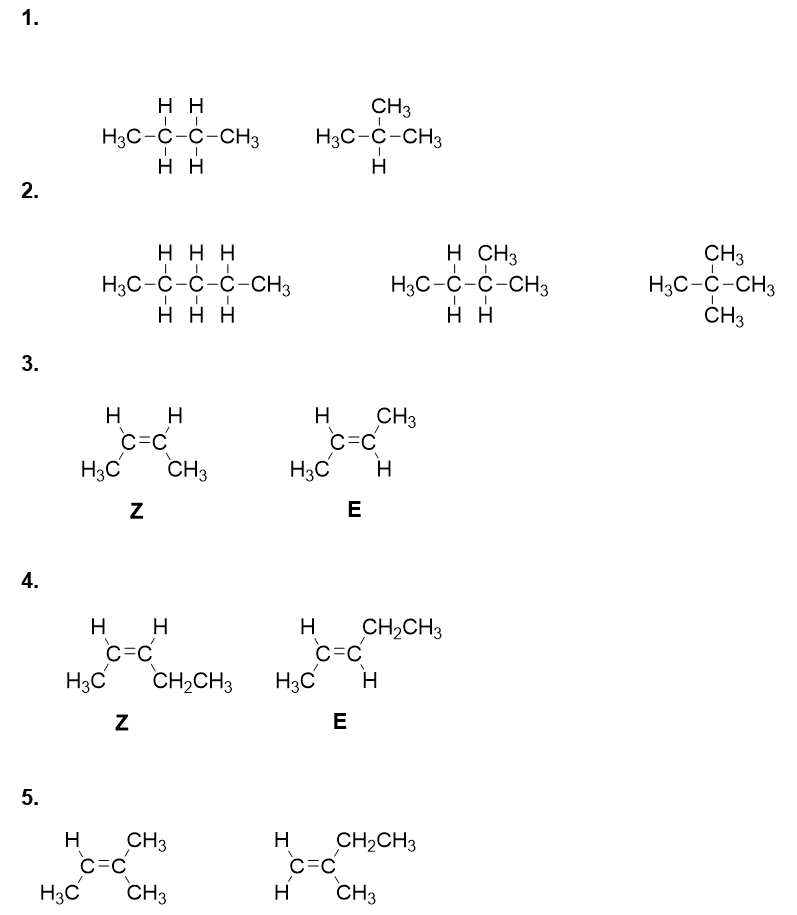 1.
H H CH₃
H₃C-C-C-CH₃ H₃C-C-CH₃
H H H
2.
H H H H CH₃ CH₃
H₃C-C-C-C-CH₃ H₃C-C-C-CH₃ H₃C-C-CH₃
H H H H H CH₃
3.
H H H CH₃
C=C C=C
H₃C CH₃ H₃C H
Z E
4.
H H H CH₂CH₃
C=C C=C
H₃C CH₂CH₃ H₃C H
Z E
5.
H CH₃ H CH₂CH₃
C=C C=C
H₃C CH₃ H CH₃